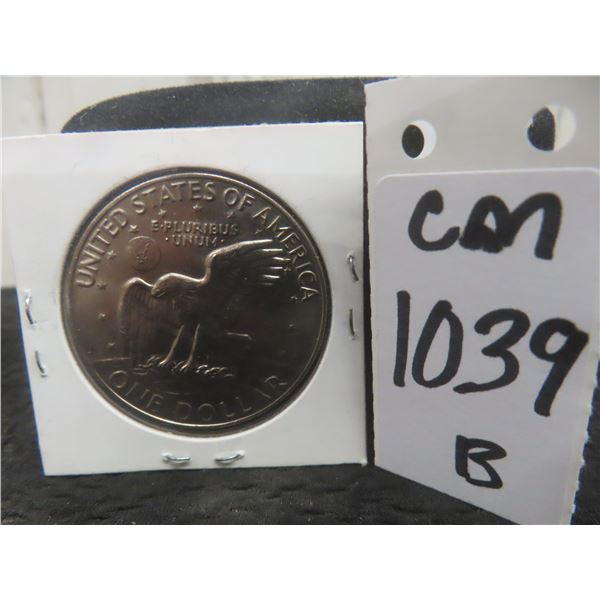 UNITED STATES OF AMERICA
E·PLURIBUS
·UNUM·
ONE DOLLAR
CM
1039
B